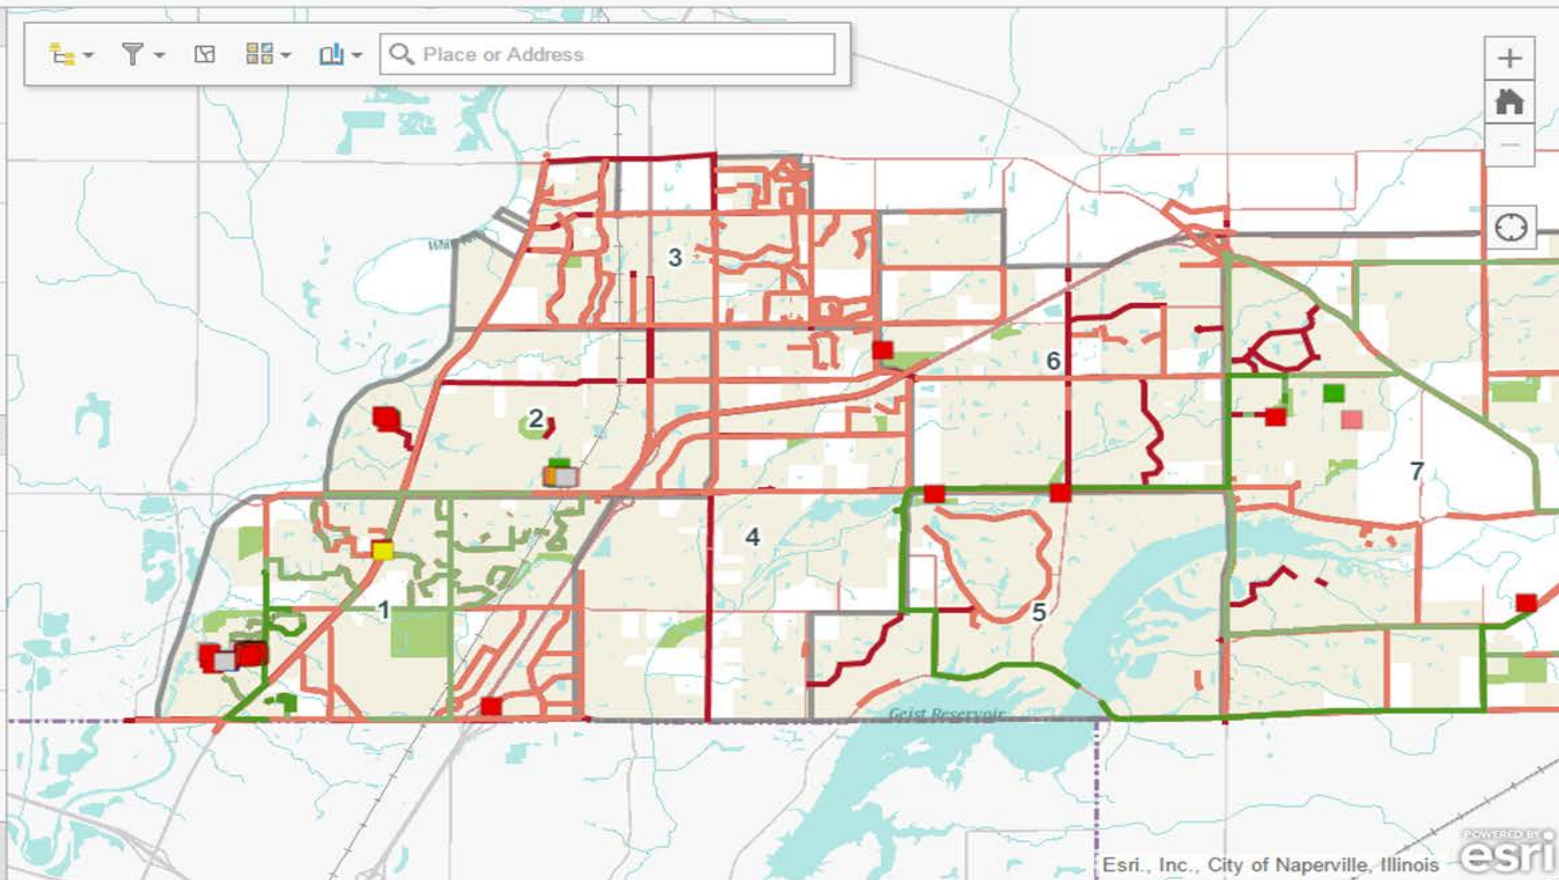 Place or Address
3
6
2
7
4
1
5
Geist Reservoir
Esri., Inc., City of Naperville, Illinois
POWERED BY
esri